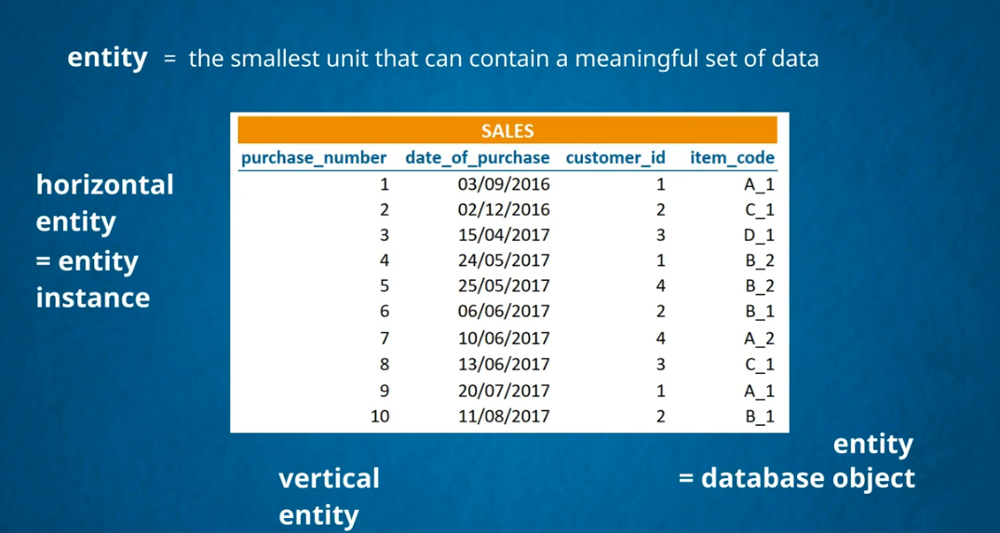 entity = the smallest unit that can contain a meaningful set of data
SALES
purchase_number date_of_purchase customer_id item_code
1 03/09/2016 1 A_1
2 02/12/2016 2 C_1
3 15/04/2017 3 D_1
4 24/05/2017 1 B_2
5 25/05/2017 4 B_2
6 06/06/2017 2 B_1
7 10/06/2017 4 A_2
8 13/06/2017 3 C_1
9 20/07/2017 1 A_1
10 11/08/2017 2 B_1
horizontal
entity
= entity
instance
vertical
entity
entity
= database object